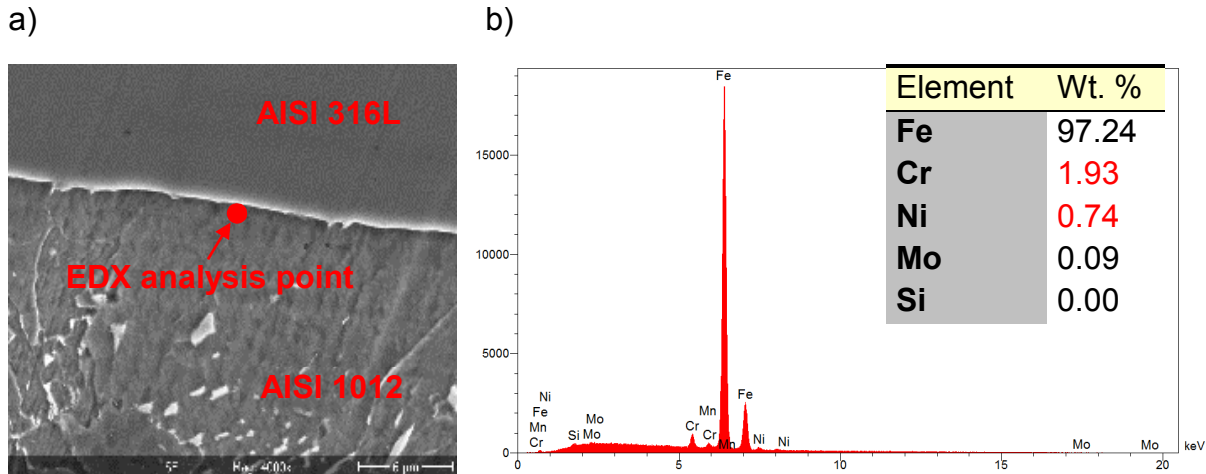 a)
b)
AISI 316L
EDX analysis point
AISI 1012
SE
4000x
6 µm
Element Wt. %
Fe 97.24
Cr 1.93
Ni 0.74
Mo 0.09
Si 0.00
Fe
15000
10000
5000
0
Ni
Fe
Mn
Cr
Si
Mo
Mo
Cr
Mn
Cr
Mn
Fe
Ni
Ni
Mo
Mo
0 5 10 15 20
keV